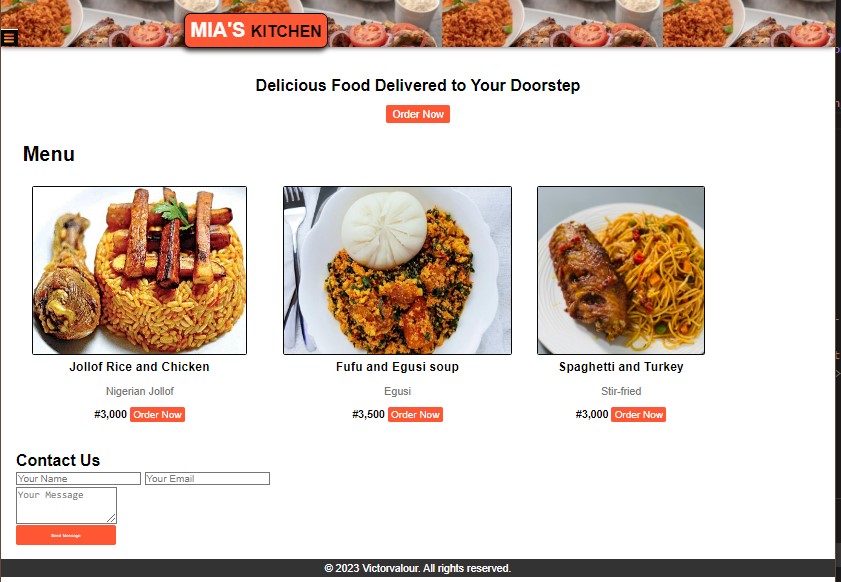 MIA'S KITCHEN
Delicious Food Delivered to Your Doorstep
Order Now
Menu
Jollof Rice and Chicken
Nigerian Jollof
#3,000 Order Now
Fufu and Egusi soup
Egusi
#3,500 Order Now
Spaghetti and Turkey
Stir-fried
#3,000 Order Now
Contact Us
Your Name Your Email
Your Message
Send Message
© 2023 Victorvalour. All rights reserved.